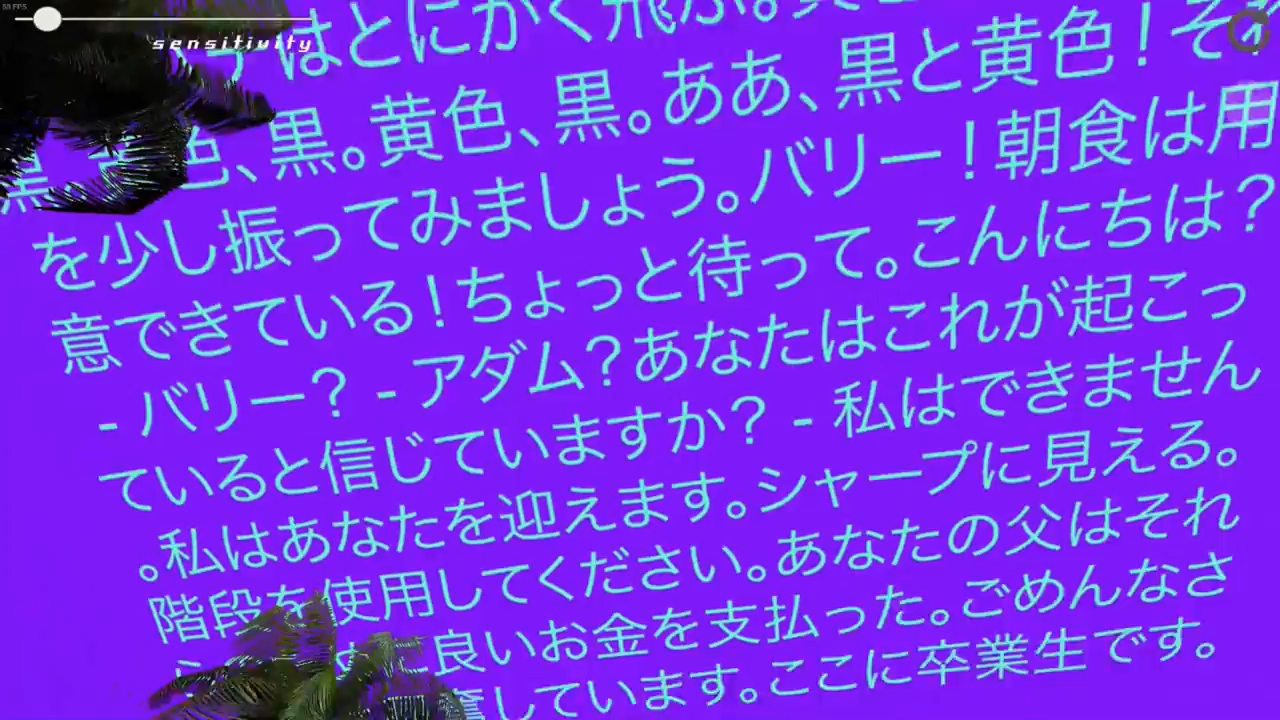 58 FPS
sensitivity
はとにかく飛ぶ。黄
色、黒。黄色、黒。ああ、黒と黄色！それ
を少し振ってみましょう。バリー！朝食は用
意できている！ちょっと待って。こんにちは？
- バリー？ - アダム？あなたはこれが起こっ
ていると信じていますか？ - 私はできません
。私はあなたを迎えます。シャープに見える。
階段を使用してください。あなたの父はそれ
に良いお金を支払った。ごめんなさ
奮しています。ここに卒業生です。